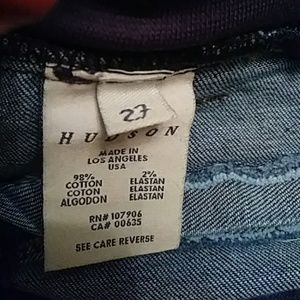 27
HUDSON
MADE IN
LOS ANGELES
USA
98% 2%
COTTON ELASTAN
COTON ELASTAN
ALGODON ELASTAN
RN# 107906
CA# 00635
SEE CARE REVERSE